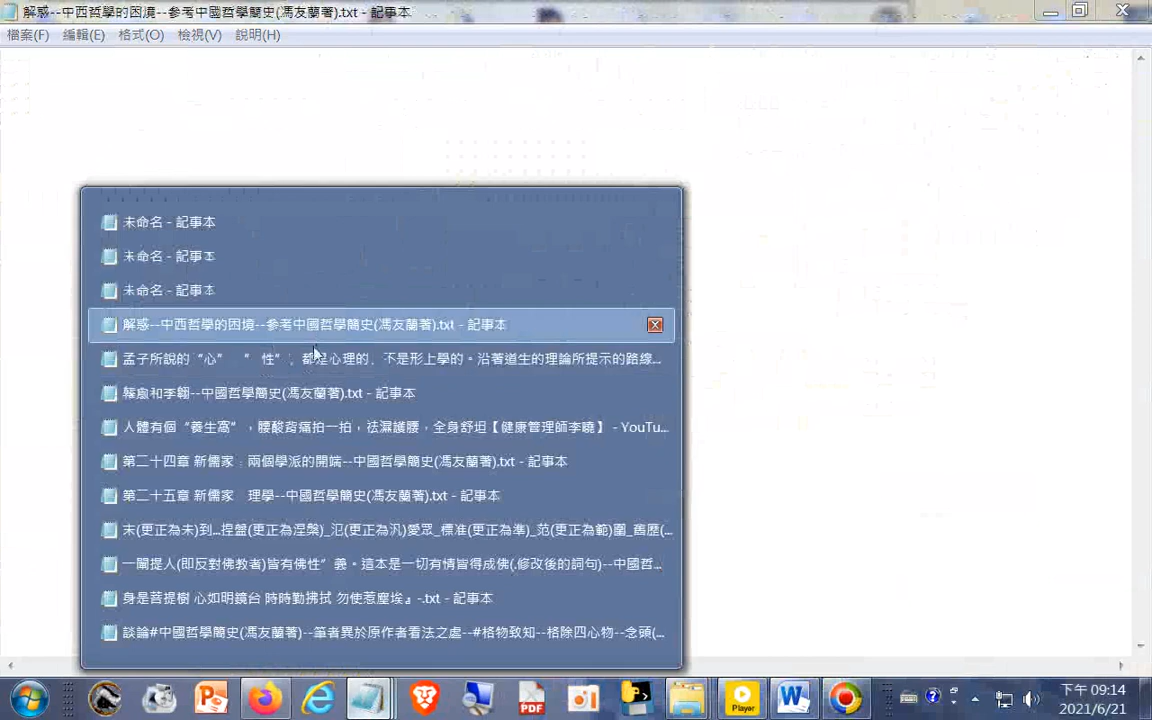 解惑--中西哲學的困境--參考中國哲學簡史(馮友蘭著).txt - 記事本
檔案(F) 編輯(E) 格式(O) 檢視(V) 說明(H)
未命名 - 記事本
未命名 - 記事本
未命名 - 記事本
解惑--中西哲學的困境--參考中國哲學簡史(馮友蘭著).txt - 記事本
孟子所說的“心” “ 性”, 都是心理的, 不是形上學的。沿著道生的理論所提示的路線...
韓愈和李翱--中國哲學簡史(馮友蘭著).txt - 記事本
人體有個“養生窩”，腰酸背痛拍一拍，祛濕護腰，全身舒坦【健康管理師李曉】 - YouTu...
第二十四章 新儒家﹕兩個學派的開端--中國哲學簡史(馮友蘭著).txt - 記事本
第二十五章 新儒家 理學--中國哲學簡史(馮友蘭著).txt - 記事本
末(更正為未)到...捏盤(更正為涅槃)_氾(更正為汎)愛眾_標准(更正為準)_范(更正為範)圍_舊歷(...
一闡提人(即反對佛教者)皆有佛性”義。這本是一切有情皆得成佛(.修改後的詞句)--中國哲...
身是菩提樹 心如明鏡台 時時勤拂拭 勿使惹塵埃』-.txt - 記事本
談論#中國哲學簡史(馮友蘭著)--筆者異於原作者看法之處--#格物致知--格除四心物--念頭(...
Player
下午 09:14
2021/6/21